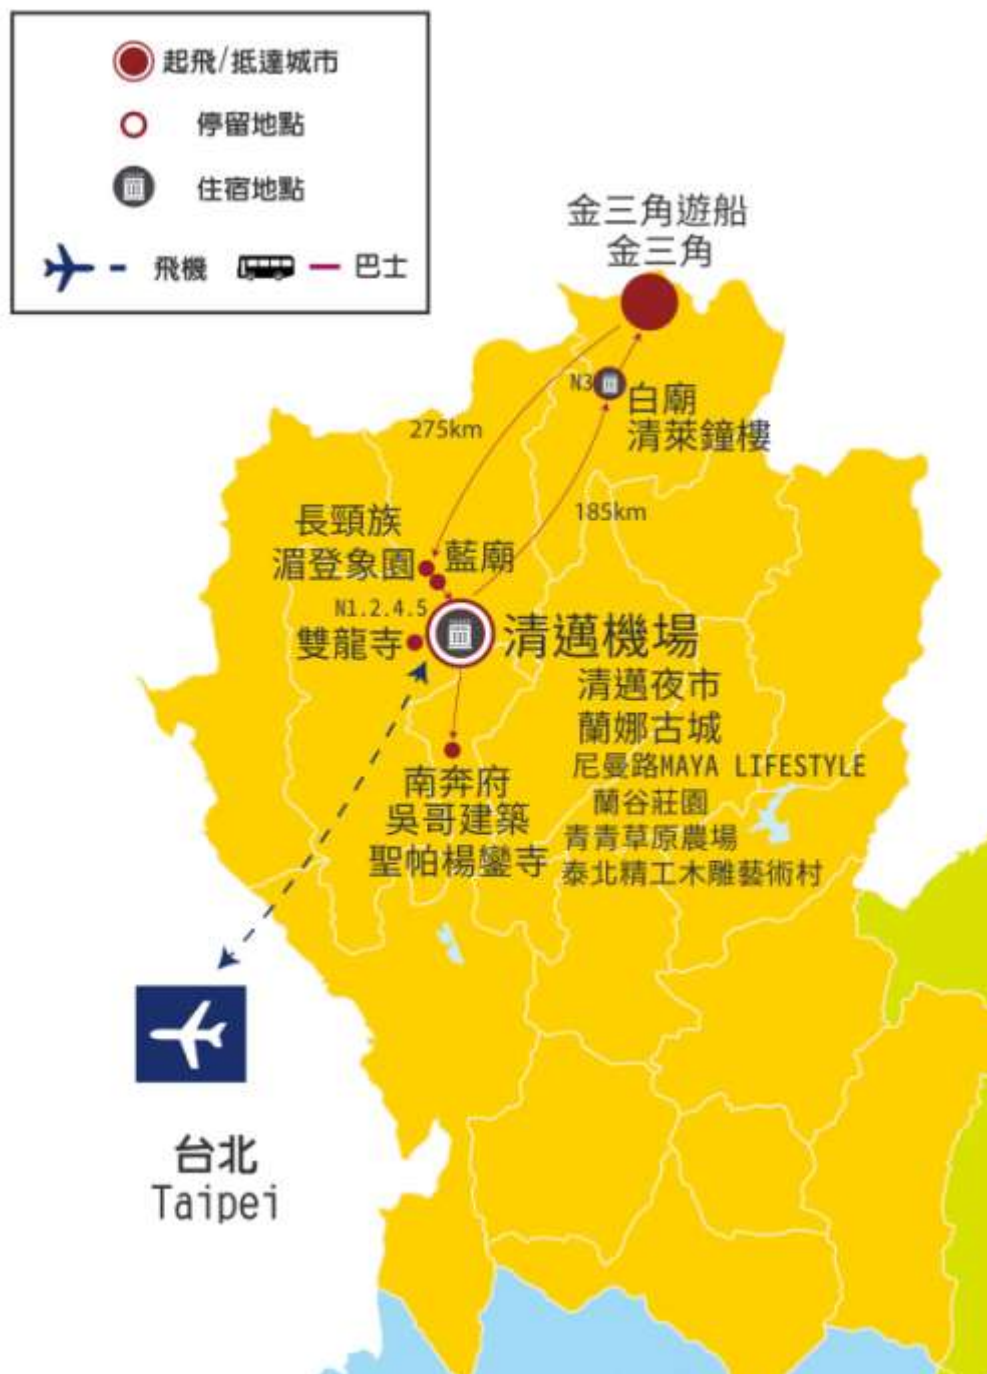 起飛/抵達城市
停留地點
住宿地點
飛機 巴士
金三角遊船
金三角
N3
白廟
清萊鐘樓
275km
185km
長頸族
湄登象園
藍廟
N1.2.4.5
雙龍寺
清邁機場
清邁夜市
蘭娜古城
尼曼路MAYA LIFESTYLE
蘭谷莊園
青青草原農場
泰北精工木雕藝術村
南奔府
吳哥建築
聖帕楊鑾寺
台北
Taipei